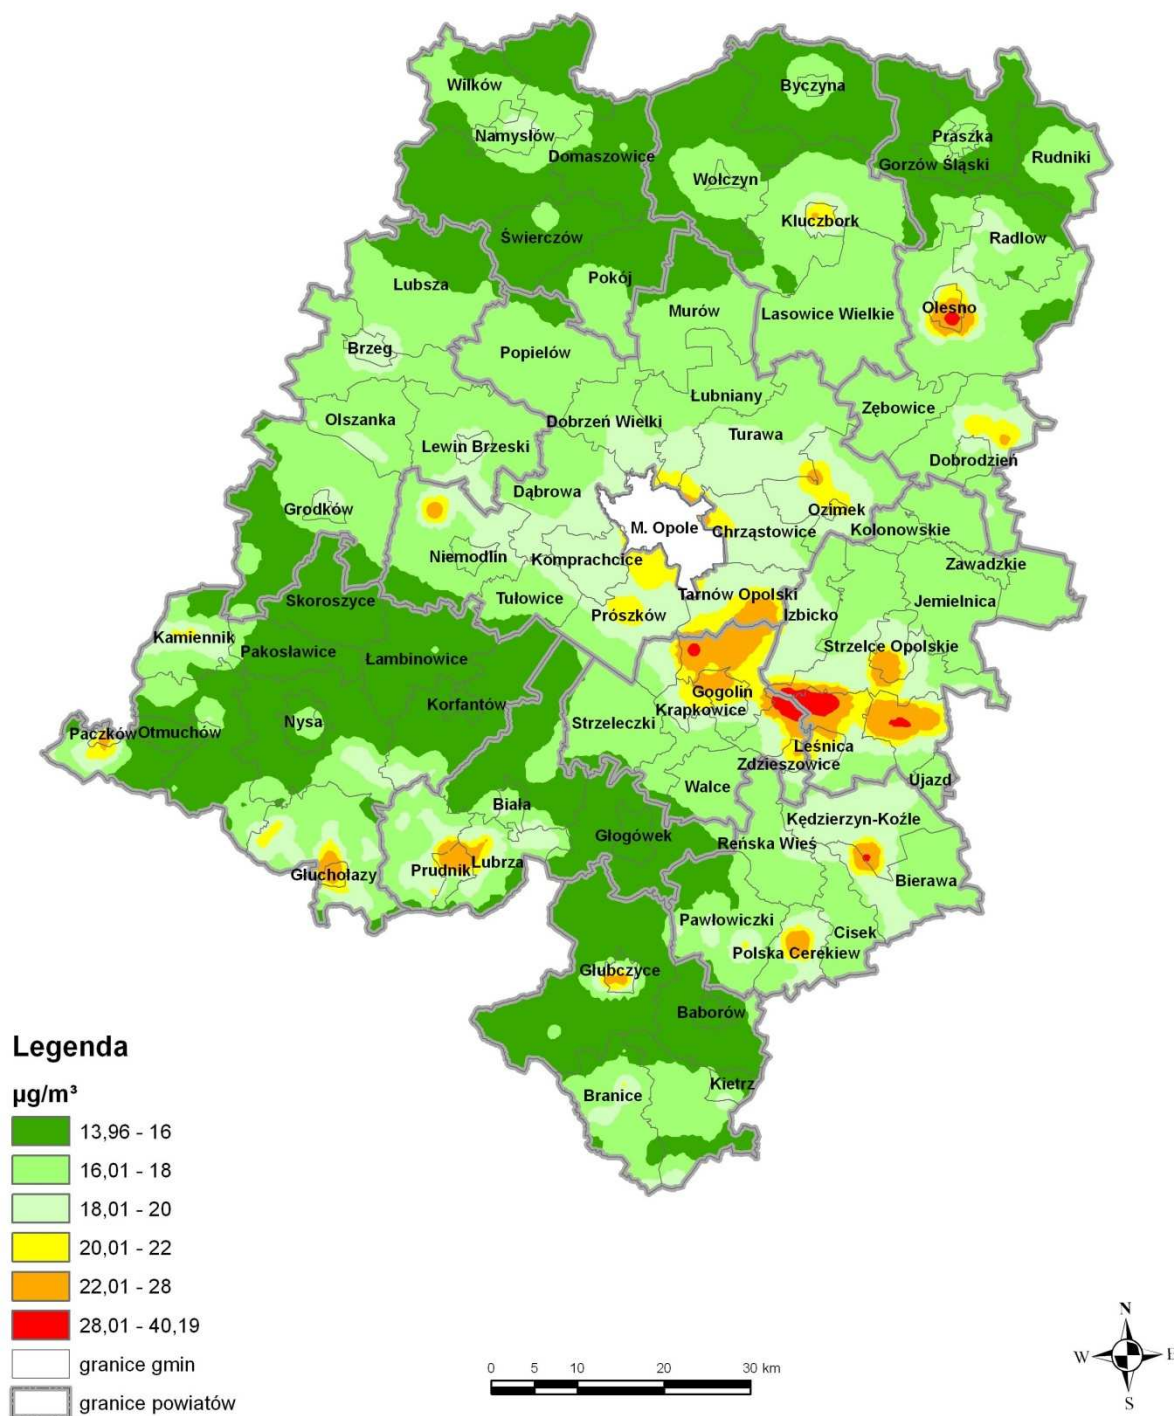 Wilków
Byczyna
Namysłów
Praszka
Domaszowice
Rudniki
Gorzów Śląski
Wołczyn
Kluczbork
Świerczów
Radlow
Lubsza
Pokój
Murów
Lasowice Wielkie
Olesno
Brzeg
Popielów
Łubniany
Zębowice
Olszanka
Dobrzeń Wielki
Turawa
Lewin Brzeski
Dobrodzień
Dąbrowa
Grodków
Ozimek
M. Opole
Chrząstowice
Kolonowskie
Niemodlin
Komprachcice
Zawadzkie
Skoroszyce
Tułowice
Prószków
Tarnów Opolski
Izbicko
Jemielnica
Kamiennik
Pakosławice
Łambinowice
Strzelce Opolskie
Korfantów
Gogolin
Krapkowice
Nysa
Strzeleczki
Paczków
Otmuchów
Leśnica
Zdzieszowice
Ujazd
Walce
Biała
Głogówek
Kędzierzyn-Koźle
Reńska Wieś
Prudnik
Lubrza
Głuchołazy
Bierawa
Pawłowiczki
Cisek
Polska Cerekiew
Głubczyce
Baborów
Branice
Kietrz
Legenda
µg/m³
13,96 - 16
16,01 - 18
18,01 - 20
20,01 - 22
22,01 - 28
28,01 - 40,19
granice gmin
granice powiatów
0 5 10 20 30 km
N
W E
S